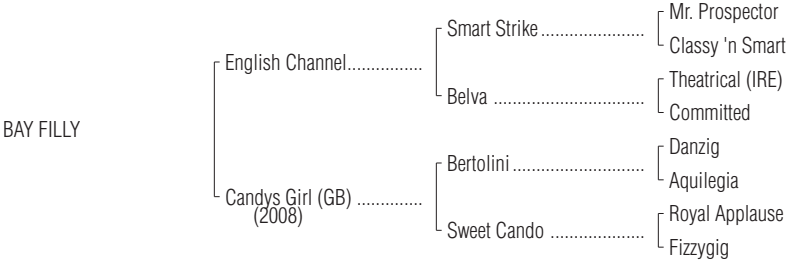 Mr. Prospector
Smart Strike .....................
Classy 'n Smart
English Channel...............
Theatrical (IRE)
Belva ..............................
Committed
BAY FILLY
Danzig
Bertolini..........................
Aquilegia
Candys Girl (GB) .............
(2008)
Royal Applause
Sweet Cando ...................
Fizzygig